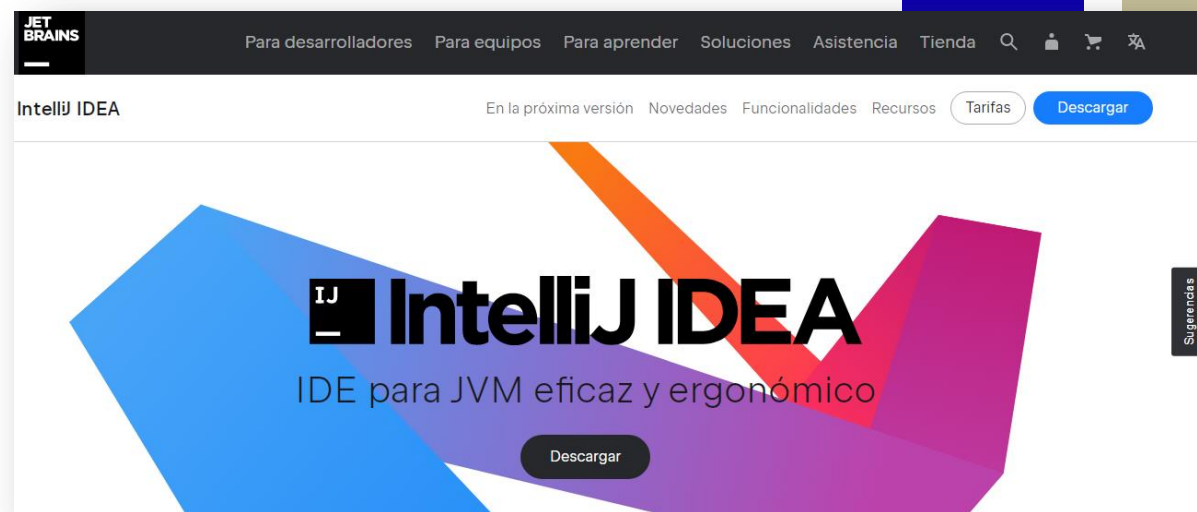 JET
BRAINS
Para desarrolladores Para equipos Para aprender Soluciones Asistencia Tienda
IntelliJ IDEA
En la próxima versión Novedades Funcionalidades Recursos Tarifas Descargar
IJ
IntelliJ IDEA
IDE para JVM eficaz y ergonómico
Descargar
Sugerencias